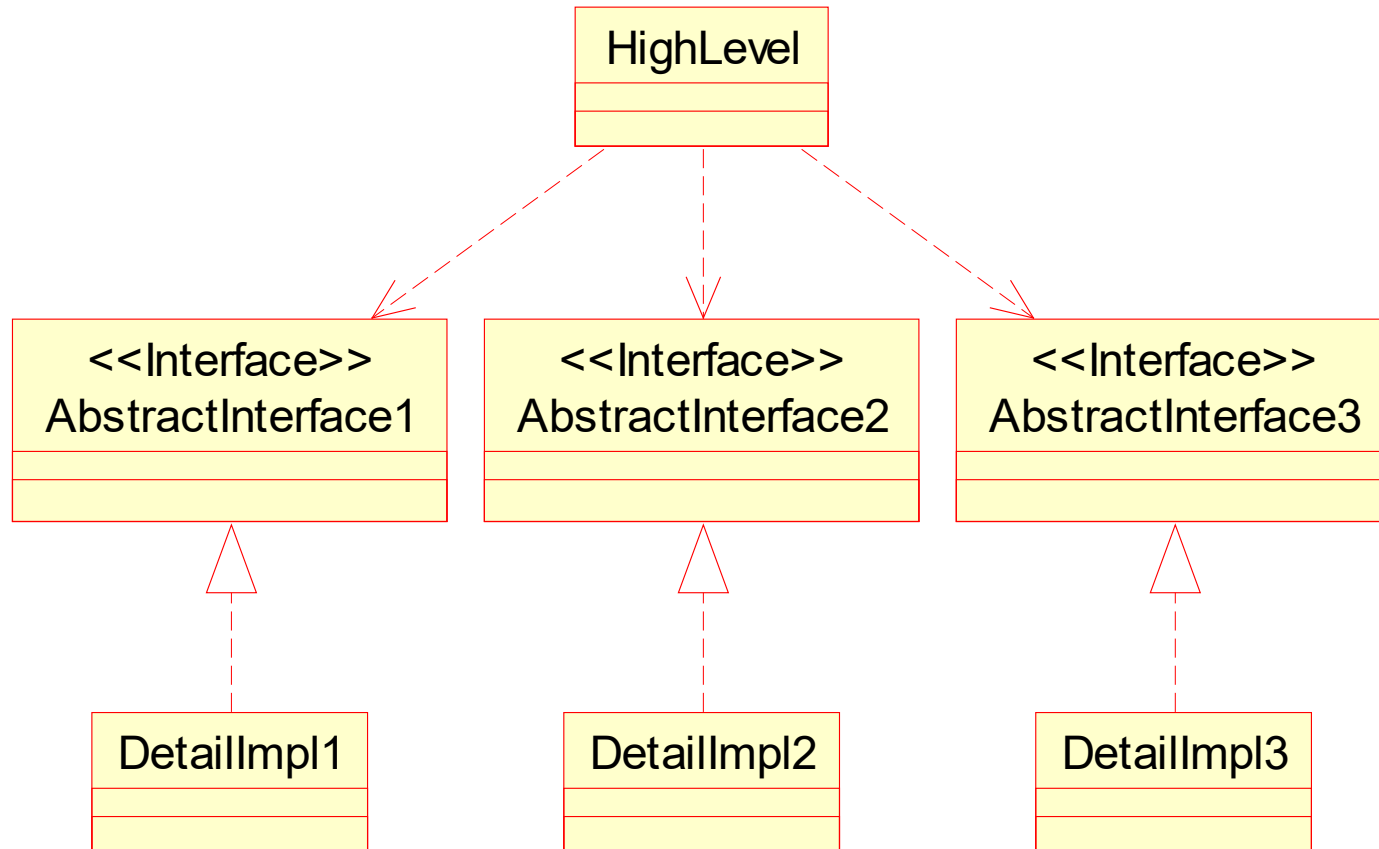 HighLevel
<<Interface>>
AbstractInterface1
<<Interface>>
AbstractInterface2
<<Interface>>
AbstractInterface3
DetailImpl1
DetailImpl2
DetailImpl3